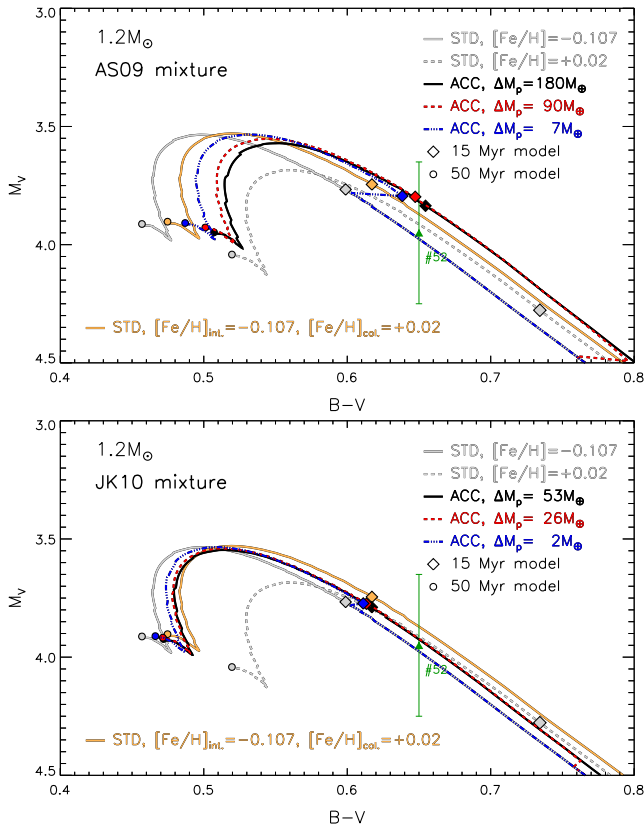 1.2M⊙
AS09 mixture
STD, [Fe/H]=−0.107
STD, [Fe/H]=+0.02
ACC, ΔMp=180M⊕
ACC, ΔMp= 90M⊕
ACC, ΔMp= 7M⊕
15 Myr model
50 Myr model
3.0
3.5
4.0
4.5
MV
#52
STD, [Fe/H]int.=−0.107, [Fe/H]col.=+0.02
0.4 0.5 0.6 0.7 0.8
B−V
1.2M⊙
JK10 mixture
STD, [Fe/H]=−0.107
STD, [Fe/H]=+0.02
ACC, ΔMp= 53M⊕
ACC, ΔMp= 26M⊕
ACC, ΔMp= 2M⊕
15 Myr model
50 Myr model
3.0
3.5
4.0
4.5
MV
#52
STD, [Fe/H]int.=−0.107, [Fe/H]col.=+0.02
0.4 0.5 0.6 0.7 0.8
B−V